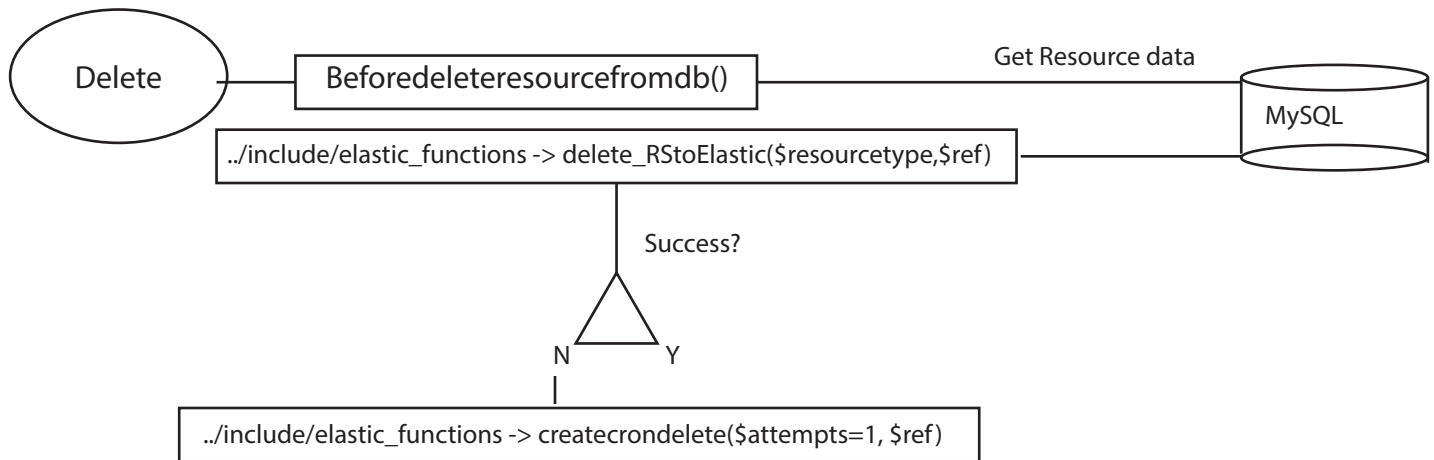 Get Resource data
Delete
Beforedeleteresourcefromdb()
MySQL
../include/elastic_functions -> delete_RStoElastic($resourcetype,$ref)
Success?
N
Y
../include/elastic_functions -> createcrondelete($attempts=1, $ref)